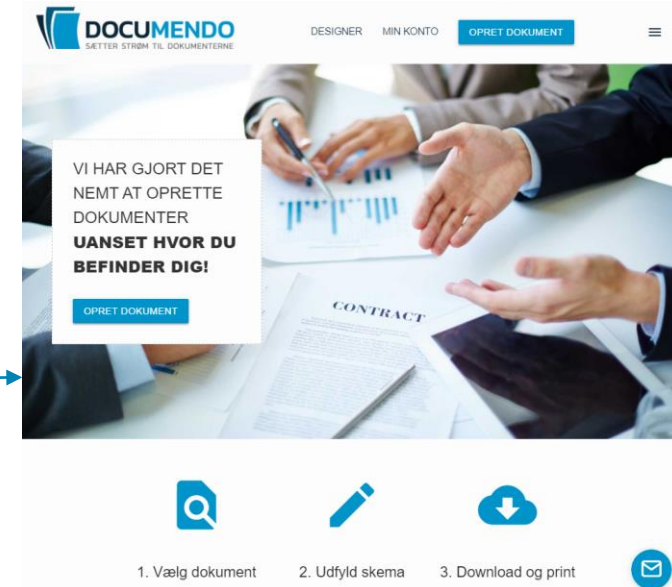 DOCUMENDO
SÆTTER STRØM TIL DOKUMENTERNE
DESIGNER
MIN KONTO
OPRET DOKUMENT
VI HAR GJORT DET
NEMT AT OPRETTE
DOKUMENTER
UANSET HVOR DU
BEFINDER DIG!
OPRET DOKUMENT
CONTRACT
1. Vælg dokument
2. Udfyld skema
3. Download og print